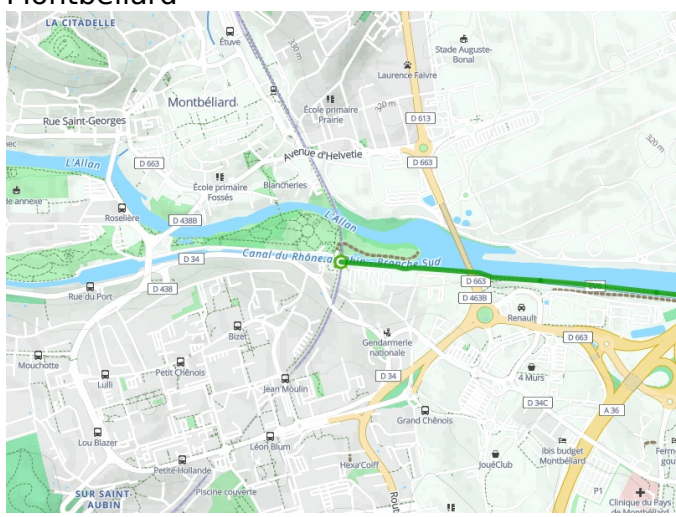 Montbéliard
LA CITADELLE
Étuve
330 m
Stade Auguste-
Bonal
Laurence Faivre
Montbéliard
École primaire
Prairie
320 m
Rue Saint-Georges
D 613
320 m
Avenue d'Helvetie
L'Allan
D 663
D 663
École primaire
Fossés
Blancheries
annexe
Roselière
D 438B
L'Allan
D 34
Canal du Rhône
Branche Sud
D 663
D 438
D 463B
Rue du Port
Renault
Bizet
Gendarmerie
nationale
D 663
Mouchotte
Petit Chênois
D 34
4 Murs
Lulli
Jean Moulin
D 34C
A 36
Grand Chênois
Lou Blazer
Léon Blum
ibis budget
Montbéliard
Petite-Hollande
Hexa'Coiff
JouéClub
SUR SAINT-
AUBIN
Piscine couverte
P1
Clinique du Pays
de Montbéliard